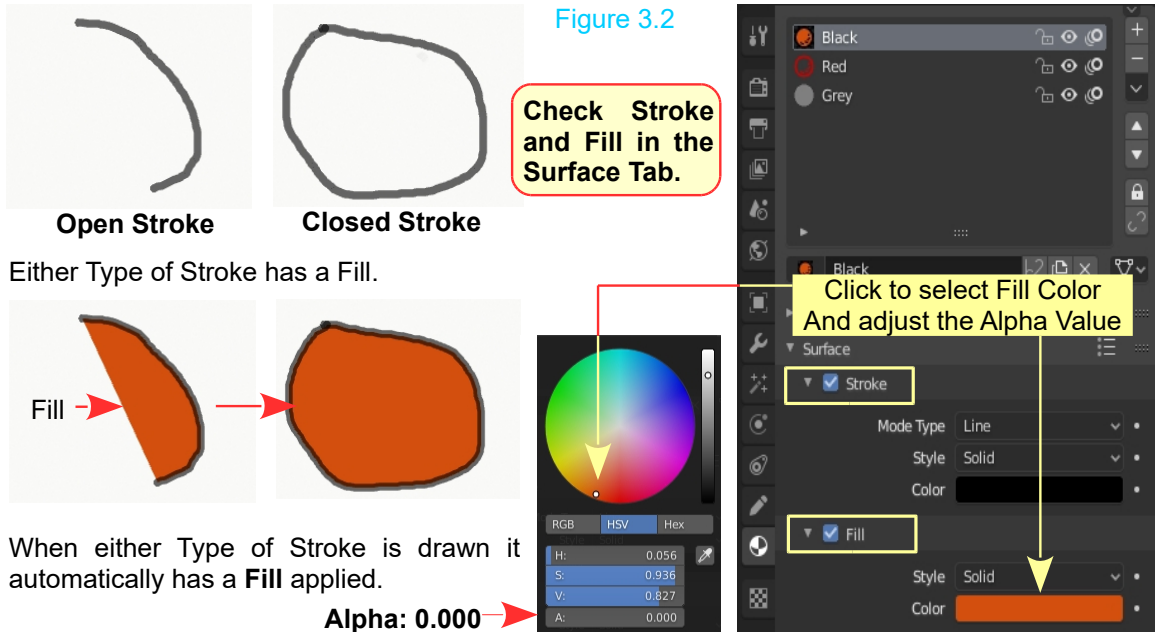 Figure 3.2
Open Stroke
Closed Stroke
Check Stroke
and Fill in the
Surface Tab.
Either Type of Stroke has a Fill.
Fill
When either Type of Stroke is drawn it
automatically has a Fill applied.
Alpha: 0.000
RGB HSV Hex
H: 0.056
S: 0.936
V: 0.827
A: 0.000
Black
Red
Grey
Black
Click to select Fill Color
And adjust the Alpha Value
Surface
Stroke
Mode Type Line
Style Solid
Color
Fill
Style Solid
Color